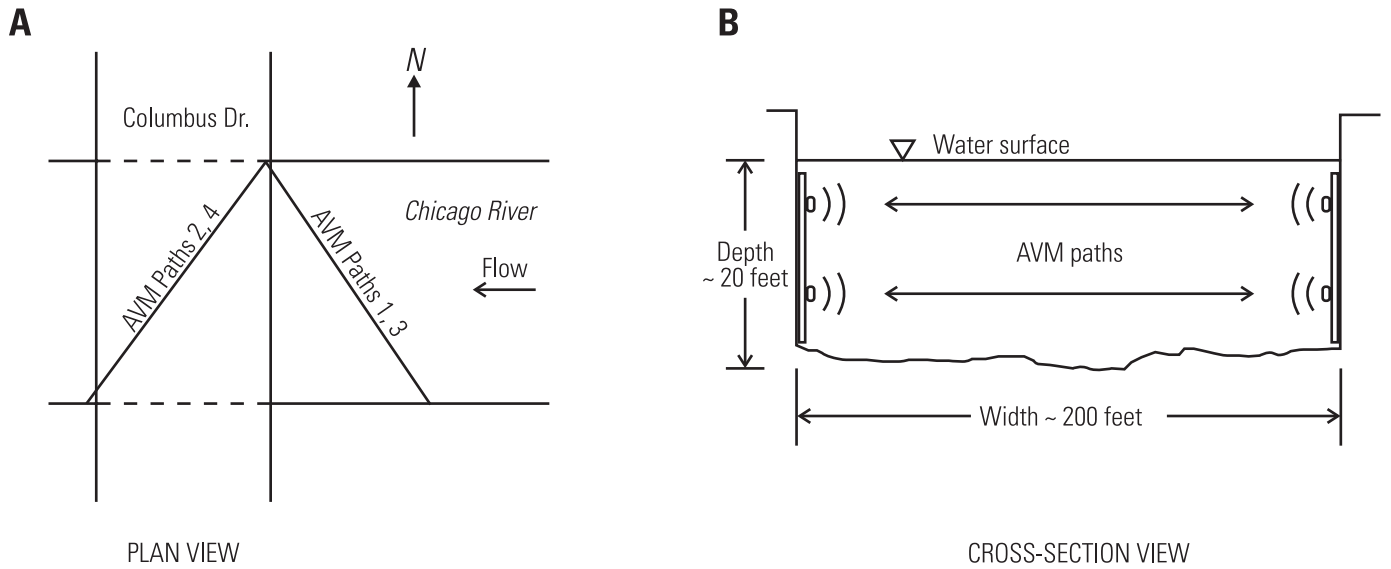 A
N
Columbus Dr.
Chicago River
Flow
AVM Paths 2, 4
AVM Paths 1, 3
PLAN VIEW
B
Water surface
Depth
~ 20 feet
AVM paths
Width ~ 200 feet
CROSS-SECTION VIEW